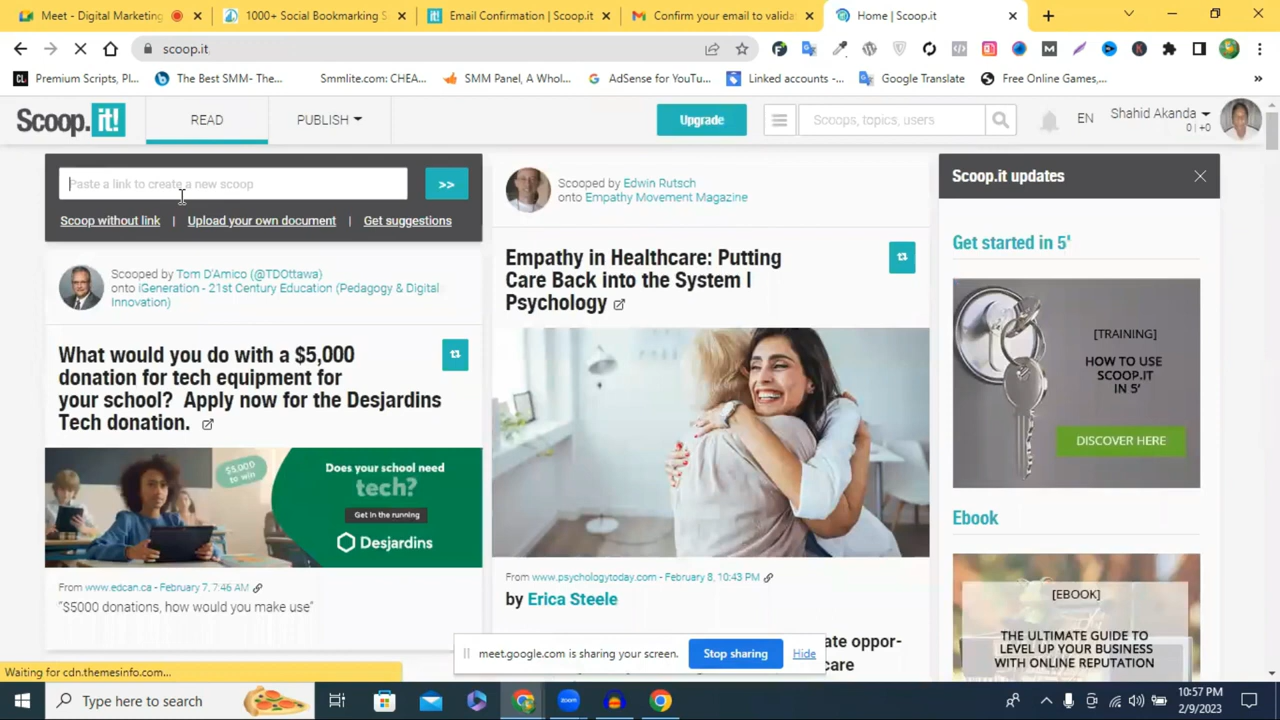 Meet - Digital Marketing
1000+ Social Bookmarking S
Email Confirmation | Scoop.it
Confirm your email to valida
Home | Scoop.it
scoop.it
Premium Scripts, Pl...
The Best SMM- The...
Smmlite.com: CHEA...
SMM Panel, A Whol...
AdSense for YouTu...
Linked accounts -...
Google Translate
Free Online Games,...
Scoop.it!
READ
PUBLISH
Upgrade
Scoops, topics, users
EN
Shahid Akanda
0 | +0
Paste a link to create a new scoop
>>
Scoop without link | Upload your own document | Get suggestions
Scooped by Tom D'Amico (@TDOttawa)
onto iGeneration - 21st Century Education (Pedagogy & Digital
Innovation)
What would you do with a $5,000
donation for tech equipment for
your school? Apply now for the Desjardins
Tech donation.
$5,000
to win
Does your school need
tech?
Get in the running
Desjardins
From www.edcan.ca - February 7, 7:46 AM
"$5000 donations, how would you make use"
Scooped by Edwin Rutsch
onto Empathy Movement Magazine
Empathy in Healthcare: Putting
Care Back into the System |
Psychology
From www.psychologytoday.com - February 8, 10:43 PM
by Erica Steele
ate oppor-
care
Scoop.it updates
Get started in 5'
[TRAINING]
HOW TO USE
SCOOP.IT
IN 5'
DISCOVER HERE
Ebook
[EBOOK]
THE ULTIMATE GUIDE TO
LEVEL UP YOUR BUSINESS
WITH ONLINE REPUTATION
meet.google.com is sharing your screen.
Stop sharing
Hide
Waiting for cdn.themesinfo.com...
Type here to search
10:57 PM
2/9/2023